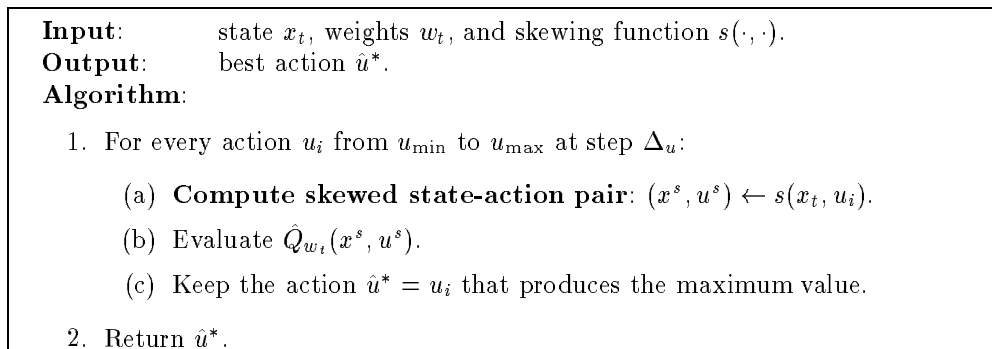 Input: state x_t, weights w_t, and skewing function s(·, ·).
Output: best action û*.
Algorithm:
1. For every action u_i from u_min to u_max at step Δ_u:
(a) Compute skewed state-action pair: (x^s, u^s) ← s(x_t, u_i).
(b) Evaluate Q̂_{w_t}(x^s, u^s).
(c) Keep the action û* = u_i that produces the maximum value.
2. Return û*.